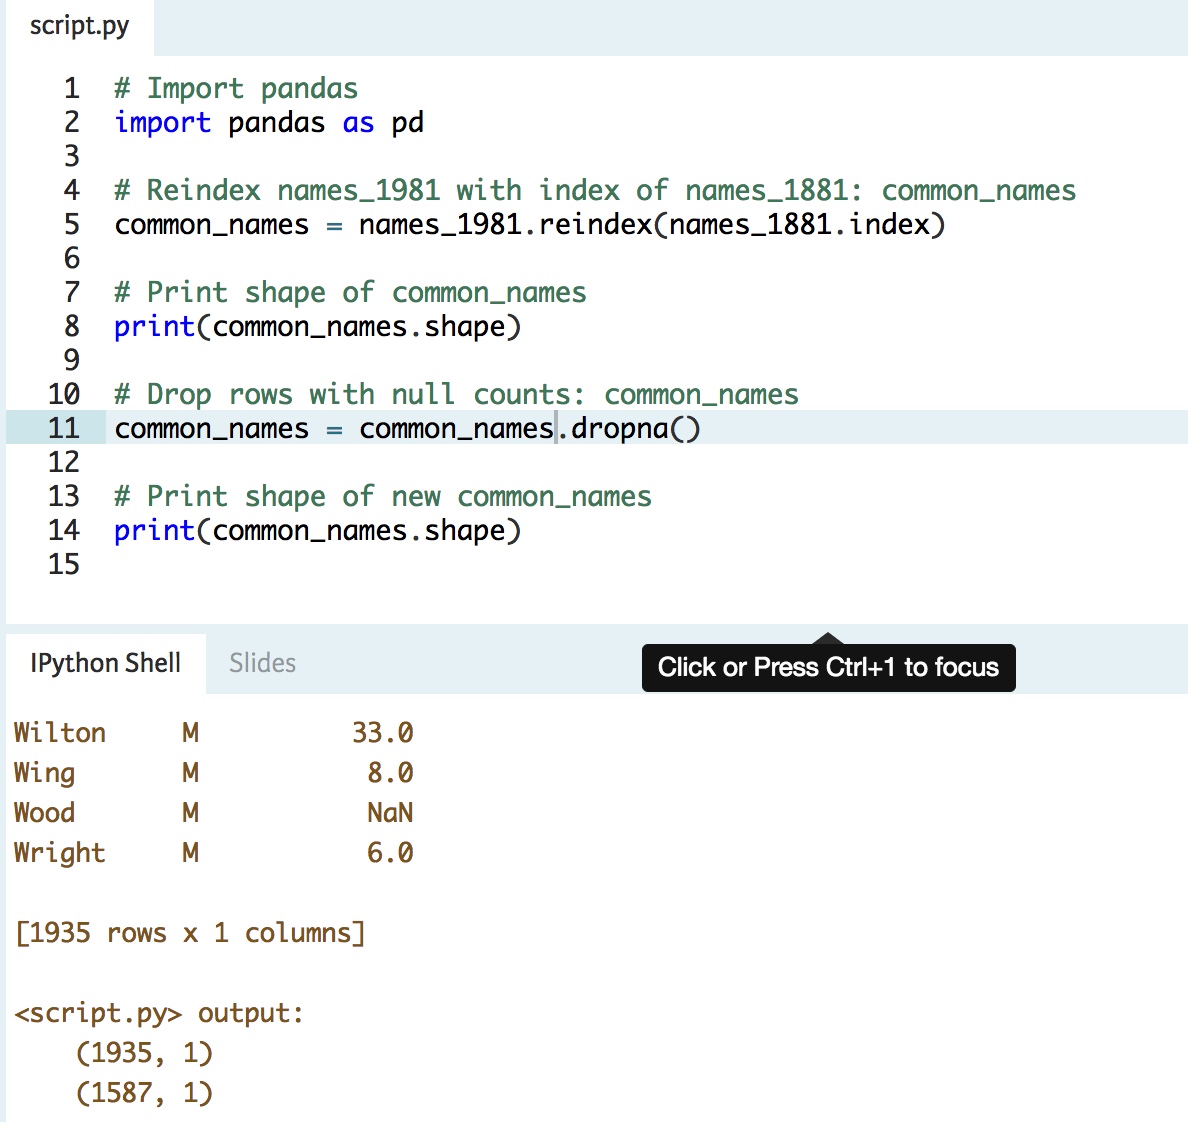 script.py
1 # Import pandas
2 import pandas as pd
3
4 # Reindex names_1981 with index of names_1881: common_names
5 common_names = names_1981.reindex(names_1881.index)
6
7 # Print shape of common_names
8 print(common_names.shape)
9
10 # Drop rows with null counts: common_names
11 common_names = common_names.dropna()
12
13 # Print shape of new common_names
14 print(common_names.shape)
15
IPython Shell Slides
Click or Press Ctrl+1 to focus
Wilton M 33.0
Wing M 8.0
Wood M NaN
Wright M 6.0
[1935 rows x 1 columns]
<script.py> output:
(1935, 1)
(1587, 1)